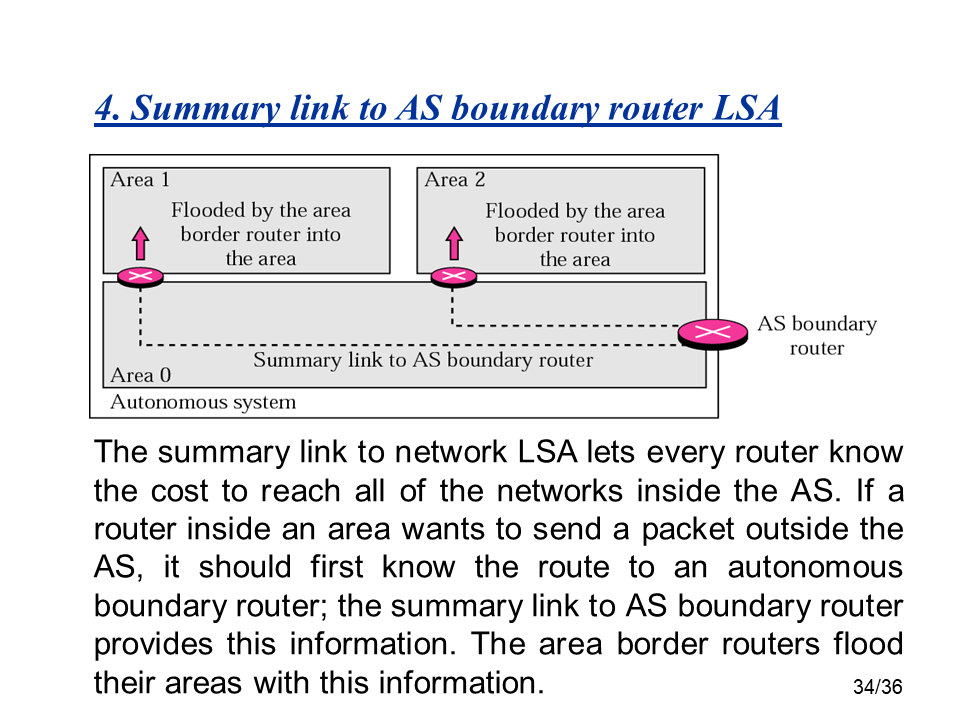 4. Summary link to AS boundary router LSA
Area 1
Flooded by the area
border router into
the area
Area 2
Flooded by the area
border router into
the area
AS boundary
router
Summary link to AS boundary router
Area 0
Autonomous system
The summary link to network LSA lets every router know
the cost to reach all of the networks inside the AS. If a
router inside an area wants to send a packet outside the
AS, it should first know the route to an autonomous
boundary router; the summary link to AS boundary router
provides this information. The area border routers flood
their areas with this information.
34/36